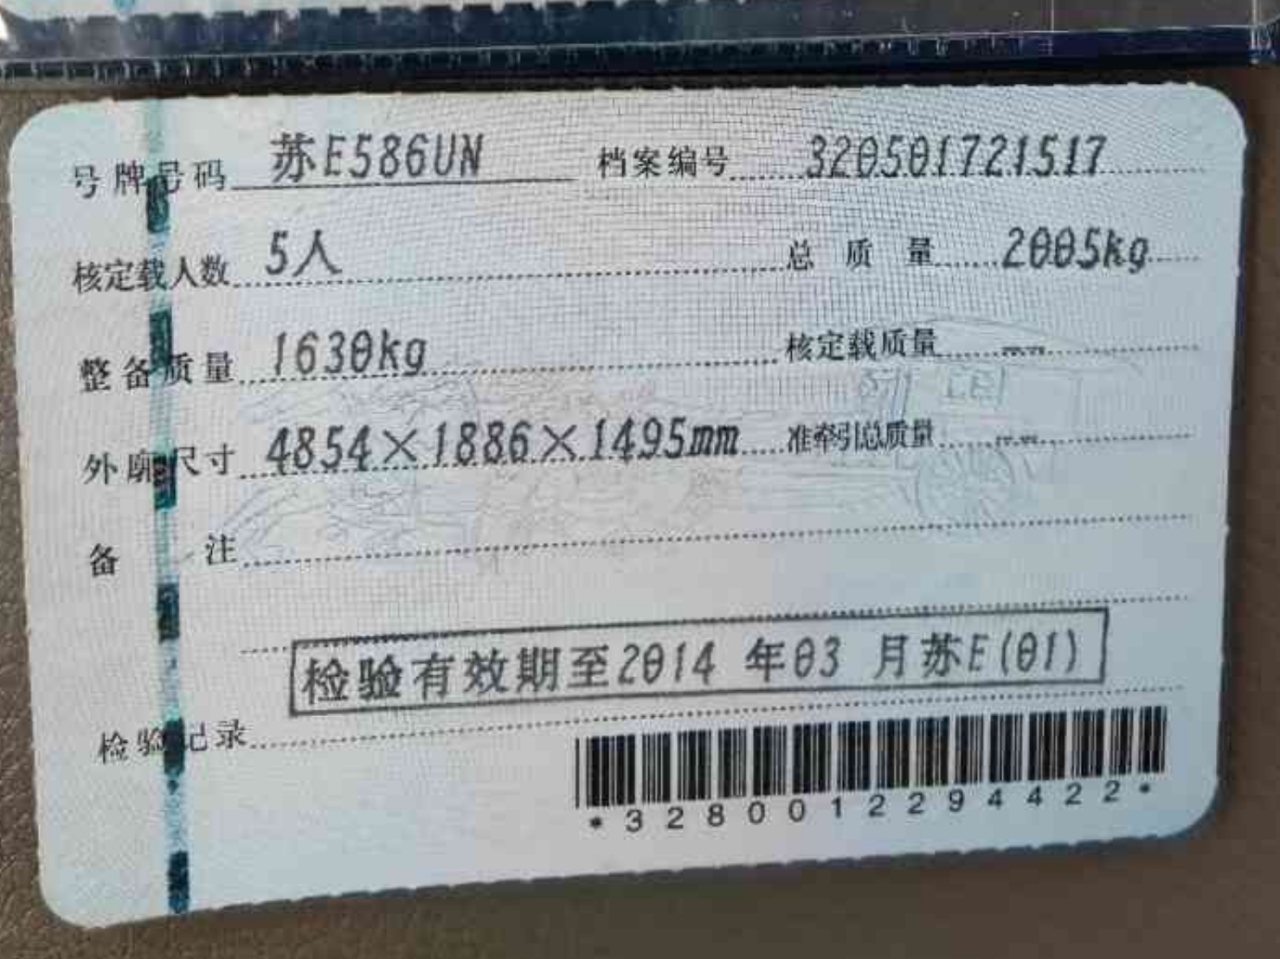 号牌号码 苏E586UN 档案编号 320501721517
核定载人数 5人 总质量 2005kg
整备质量 1630kg 核定载质量 -- --
外廓尺寸 4854×1886×1495mm 准牵引总质量 -- --
备注
检验有效期至2014 年03 月苏E(01)
检验记录
*3280012294422*